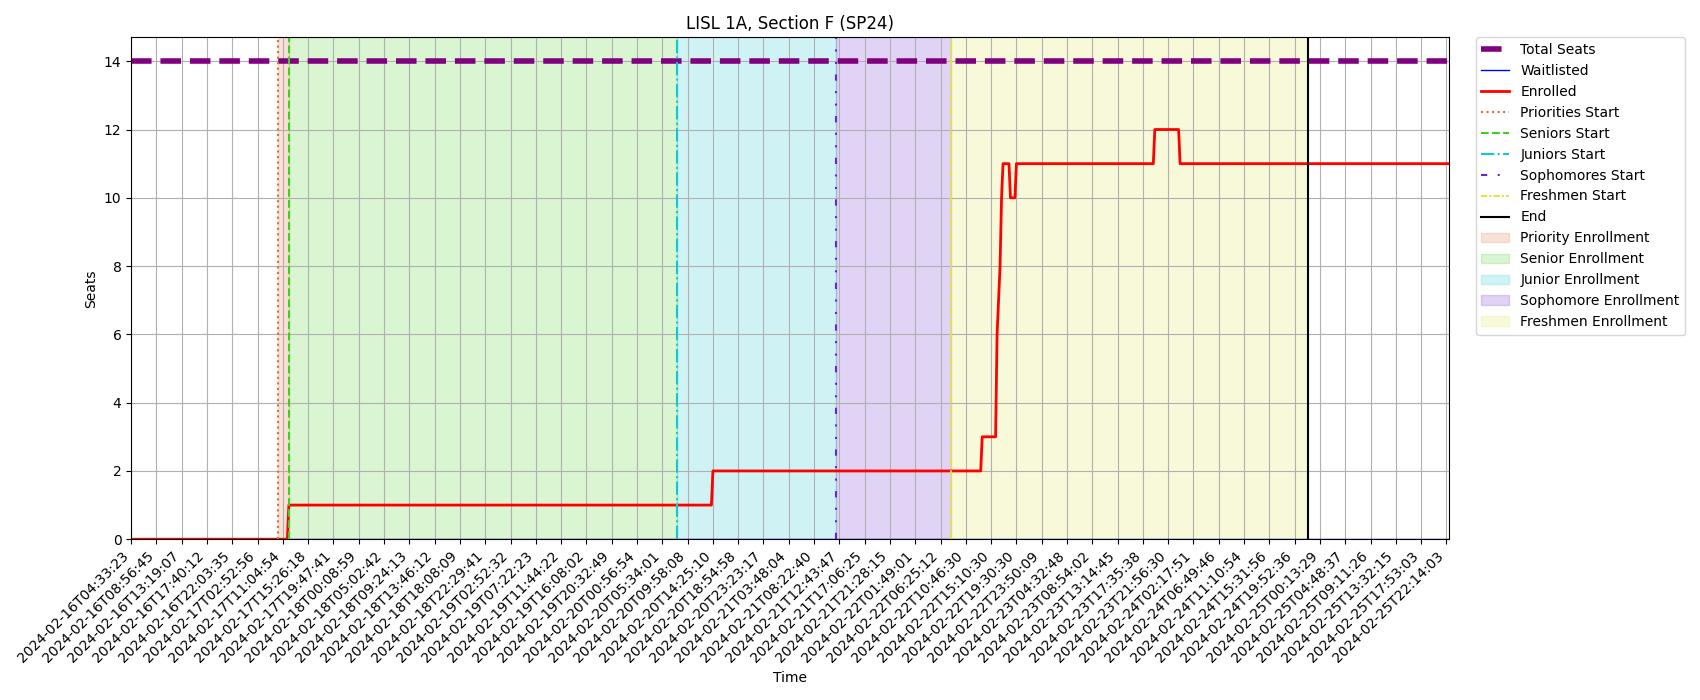 LISL 1A, Section F (SP24)
14
12
10
8
6
4
2
0
Seats
2024-02-16T04:33:23
2024-02-16T08:56:45
2024-02-16T13:19:07
2024-02-16T17:40:12
2024-02-16T22:03:35
2024-02-17T02:52:56
2024-02-17T11:04:54
2024-02-17T15:26:18
2024-02-17T19:47:41
2024-02-18T00:08:59
2024-02-18T05:02:42
2024-02-18T09:24:13
2024-02-18T13:46:12
2024-02-18T18:08:09
2024-02-18T22:29:41
2024-02-19T02:52:32
2024-02-19T07:22:23
2024-02-19T11:44:22
2024-02-19T16:08:02
2024-02-19T20:32:49
2024-02-20T00:56:54
2024-02-20T05:34:01
2024-02-20T09:58:08
2024-02-20T14:25:10
2024-02-20T18:54:58
2024-02-20T23:23:17
2024-02-21T03:48:04
2024-02-21T08:22:40
2024-02-21T12:43:47
2024-02-21T17:06:25
2024-02-21T21:28:15
2024-02-22T01:49:01
2024-02-22T06:25:12
2024-02-22T10:46:30
2024-02-22T15:10:30
2024-02-22T19:30:30
2024-02-22T23:50:09
2024-02-23T04:32:48
2024-02-23T08:54:02
2024-02-23T13:14:45
2024-02-23T17:35:38
2024-02-23T21:56:30
2024-02-24T02:17:51
2024-02-24T06:49:46
2024-02-24T11:10:54
2024-02-24T15:31:56
2024-02-24T19:52:36
2024-02-25T00:13:29
2024-02-25T04:48:37
2024-02-25T09:11:26
2024-02-25T13:32:15
2024-02-25T17:53:03
2024-02-25T22:14:03
Time
Total Seats
Waitlisted
Enrolled
Priorities Start
Seniors Start
Juniors Start
Sophomores Start
Freshmen Start
End
Priority Enrollment
Senior Enrollment
Junior Enrollment
Sophomore Enrollment
Freshmen Enrollment